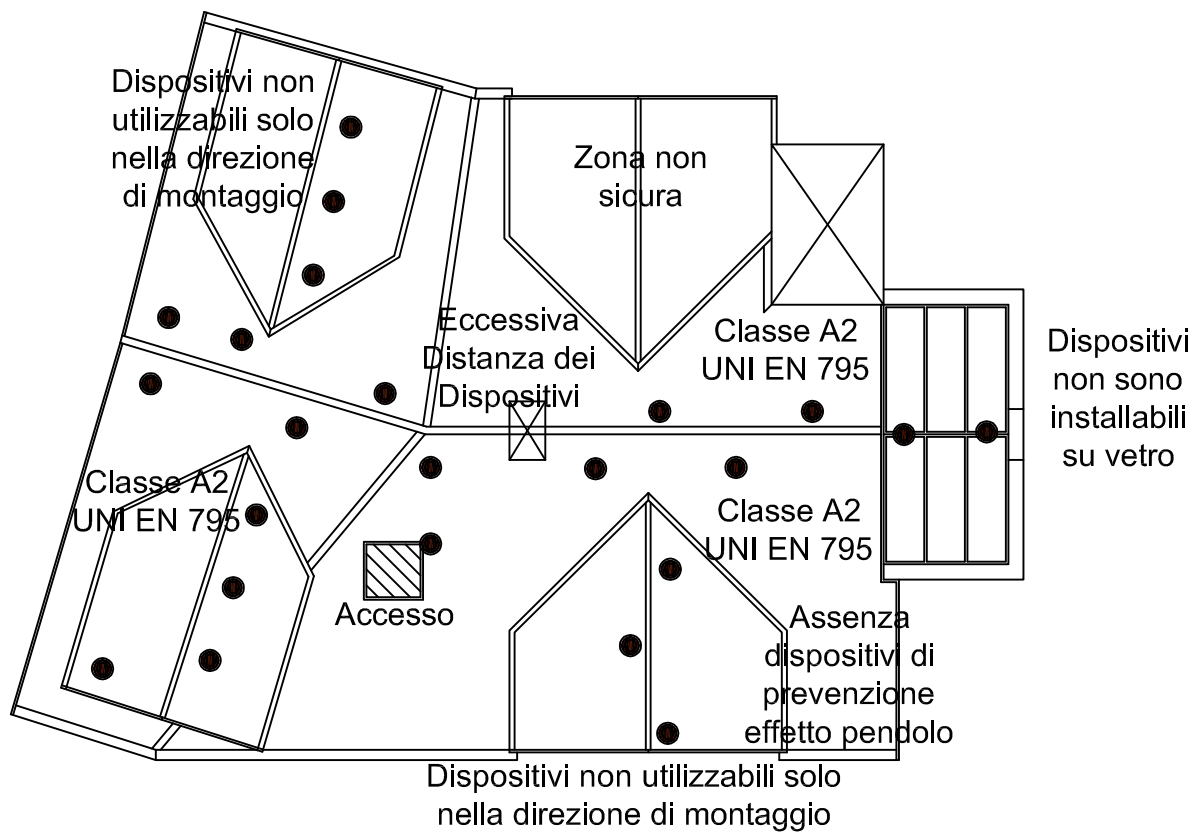 Dispositivi non
utilizzabili solo
nella direzione
di montaggio
Zona non
sicura
Eccessiva
Distanza dei
Dispositivi
Classe A2
UNI EN 795
Dispositivi
non sono
installabili
su vetro
Classe A2
UNI EN 795
Classe A2
UNI EN 795
Accesso
Assenza
dispositivi di
prevenzione
effetto pendolo
Dispositivi non utilizzabili solo
nella direzione di montaggio